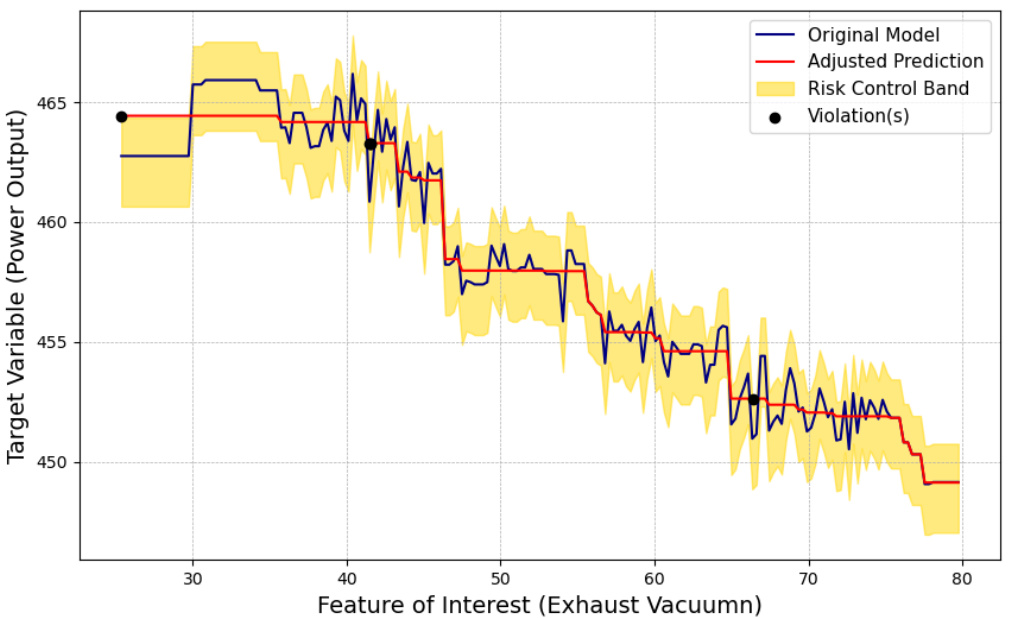 Original Model
Adjusted Prediction
Risk Control Band
Violation(s)
Target Variable (Power Output)
465
460
455
450
30
40
50
60
70
80
Feature of Interest (Exhaust Vacuumn)